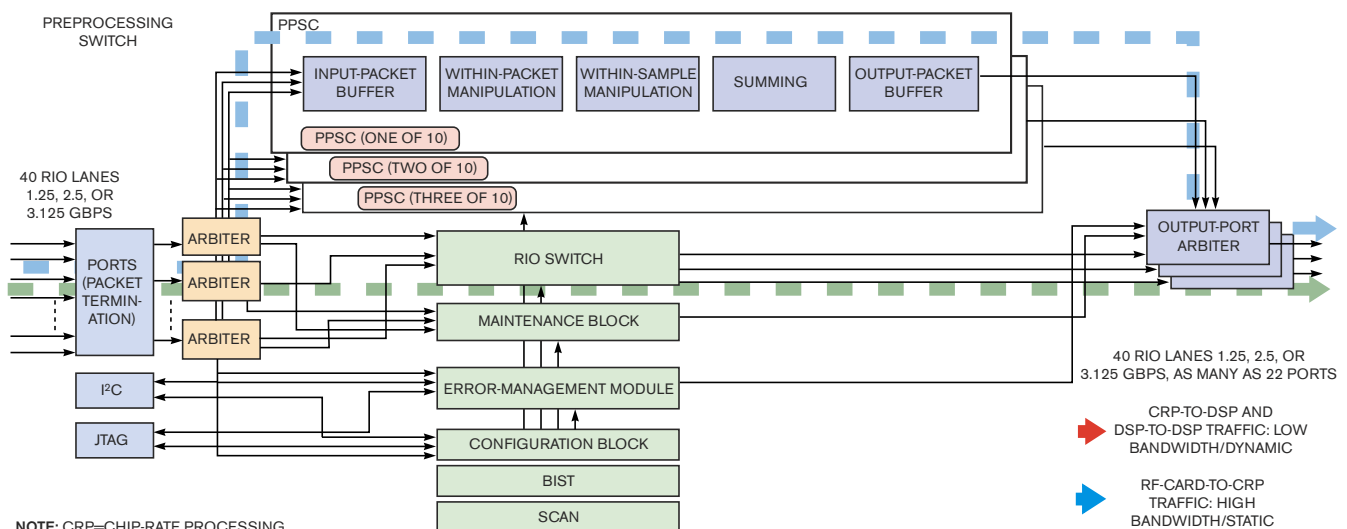 PREPROCESSING
SWITCH
PPSC
INPUT-PACKET
BUFFER
WITHIN-PACKET
MANIPULATION
WITHIN-SAMPLE
MANIPULATION
SUMMING
OUTPUT-PACKET
BUFFER
PPSC (ONE OF 10)
PPSC (TWO OF 10)
PPSC (THREE OF 10)
40 RIO LANES
1.25, 2.5, OR
3.125 GBPS
PORTS
(PACKET
TERMIN-
ATION)
ARBITER
ARBITER
ARBITER
RIO SWITCH
MAINTENANCE BLOCK
ERROR-MANAGEMENT MODULE
CONFIGURATION BLOCK
BIST
SCAN
I²C
JTAG
OUTPUT-PORT
ARBITER
40 RIO LANES 1.25, 2.5, OR
3.125 GBPS, AS MANY AS 22 PORTS
CRP-TO-DSP AND
DSP-TO-DSP TRAFFIC: LOW
BANDWIDTH/DYNAMIC
RF-CARD-TO-CRP
TRAFFIC: HIGH
BANDWIDTH/STATIC
NOTE: CRP=CHIP-RATE PROCESSING